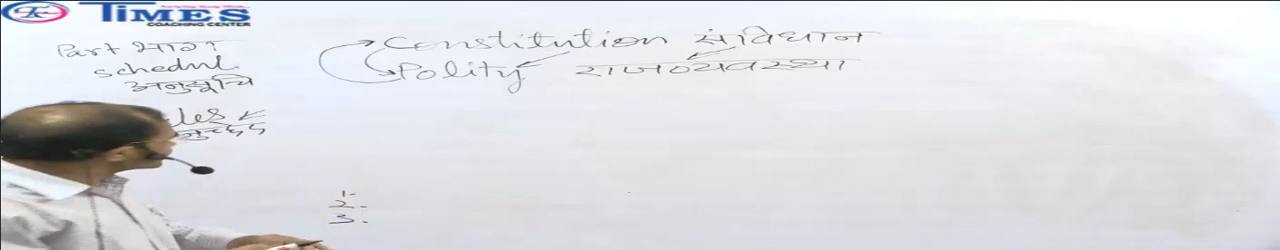 TIMES
COACHING CENTER
Part भाग
Schedul.
अनुसूचि
Constitution संविधान
Polity राजव्यवस्था
1.
2.
3.